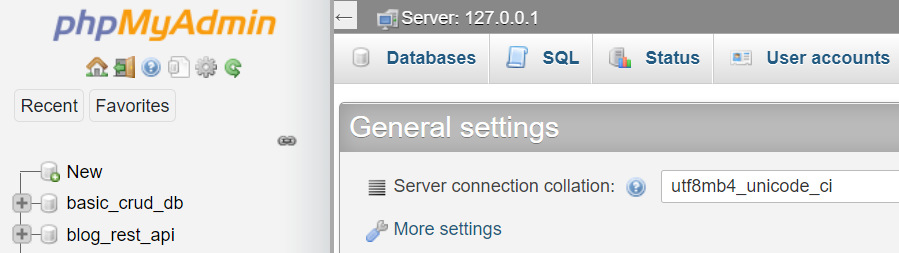 phpMyAdmin
Recent Favorites
New
basic_crud_db
blog_rest_api
← Server: 127.0.0.1
Databases SQL Status User accounts
General settings
Server connection collation: utf8mb4_unicode_ci
More settings